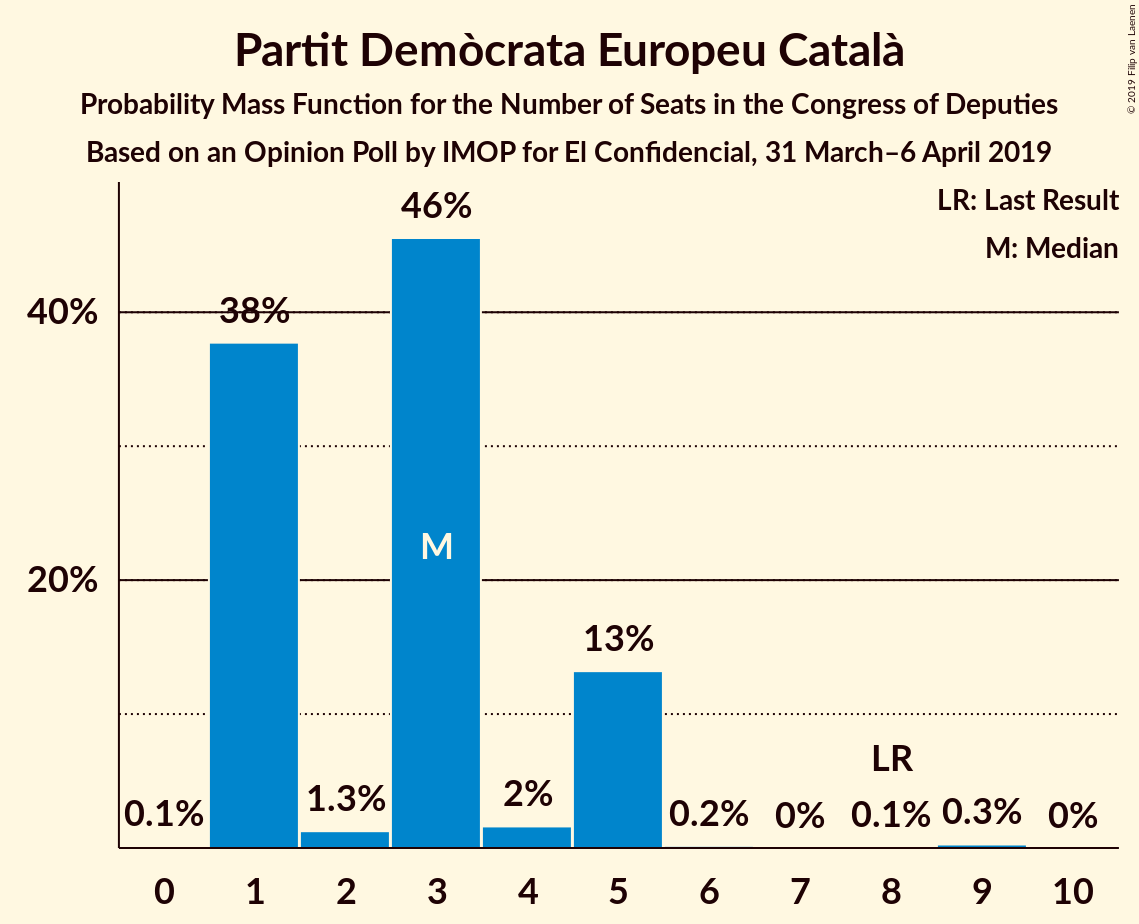 Partit Demòcrata Europeu Català
Probability Mass Function for the Number of Seats in the Congress of Deputies
Based on an Opinion Poll by IMOP for El Confidencial, 31 March–6 April 2019
© 2019 Filip van Laenen
LR: Last Result
M: Median
40%
20%
0.1%
38%
1.3%
46%
M
2%
13%
0.2%
0%
LR
0.1%
0.3%
0%
0 1 2 3 4 5 6 7 8 9 10